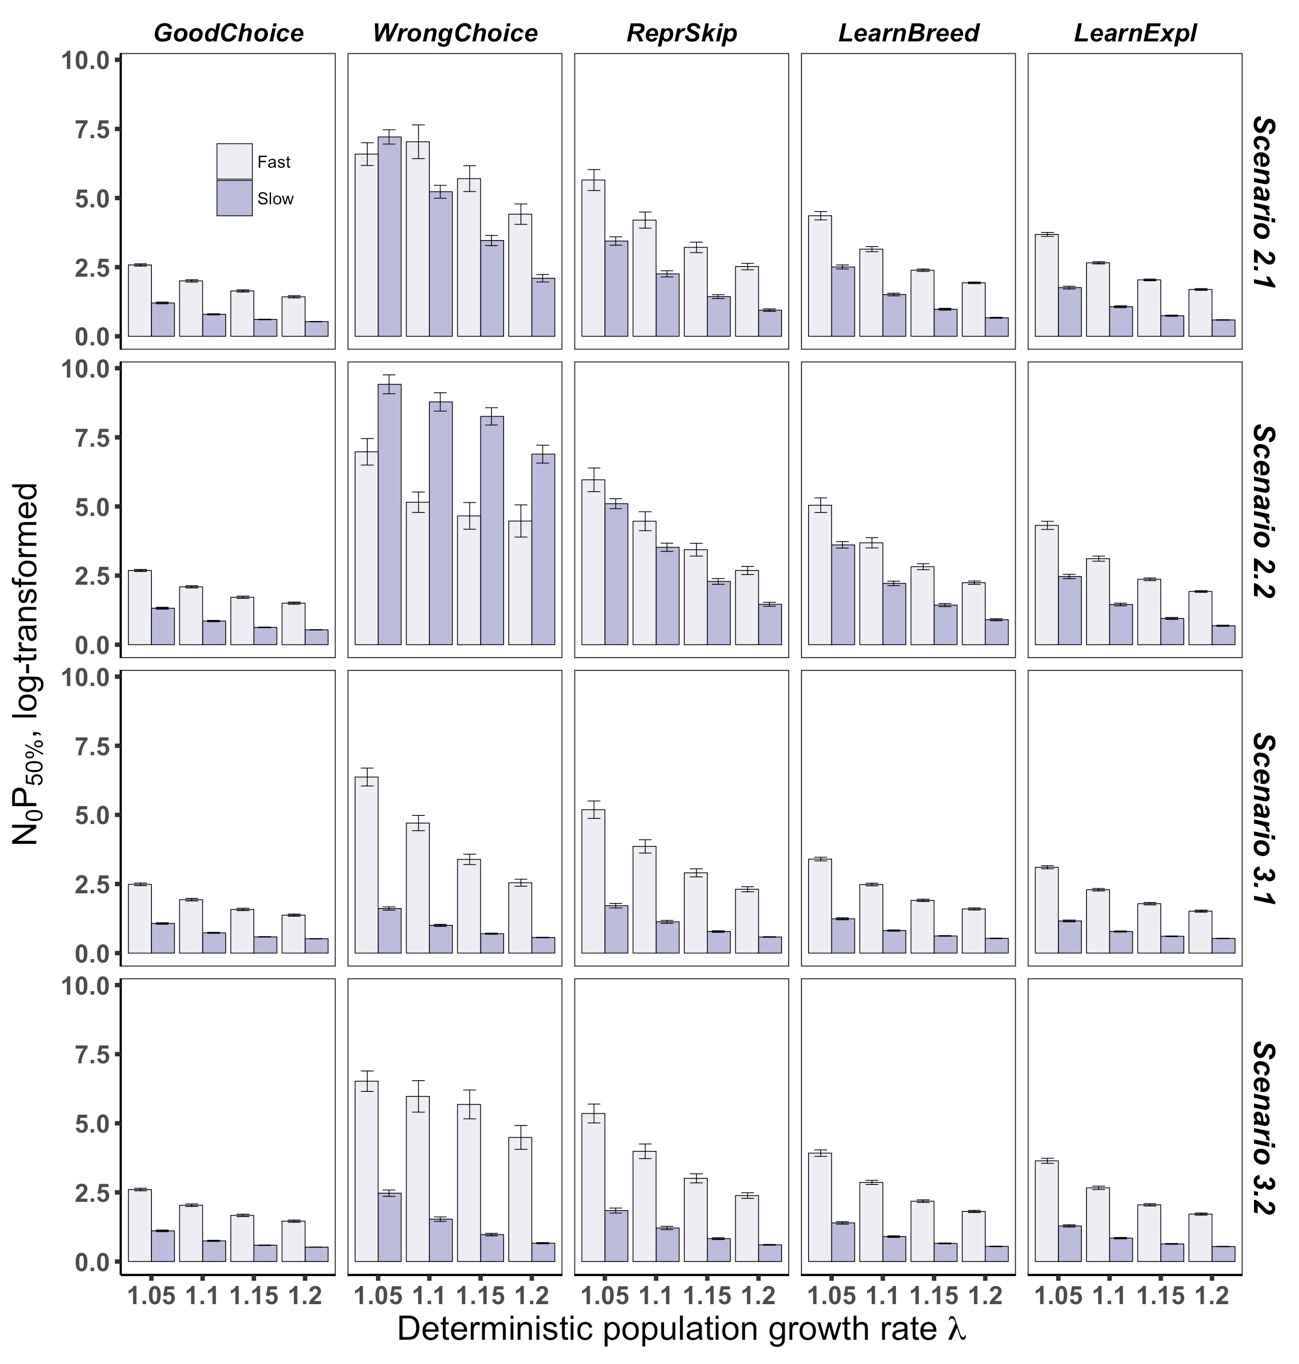 GoodChoice WrongChoice ReprSkip LearnBreed LearnExpl
10.0
7.5
5.0
2.5
0.0
Fast
Slow
Scenario 2.1
10.0
7.5
5.0
2.5
0.0
Scenario 2.2
N₀P₅₀%, log-transformed
10.0
7.5
5.0
2.5
0.0
Scenario 3.1
10.0
7.5
5.0
2.5
0.0
Scenario 3.2
1.05 1.1 1.15 1.2 1.05 1.1 1.15 1.2 1.05 1.1 1.15 1.2 1.05 1.1 1.15 1.2 1.05 1.1 1.15 1.2
Deterministic population growth rate λ